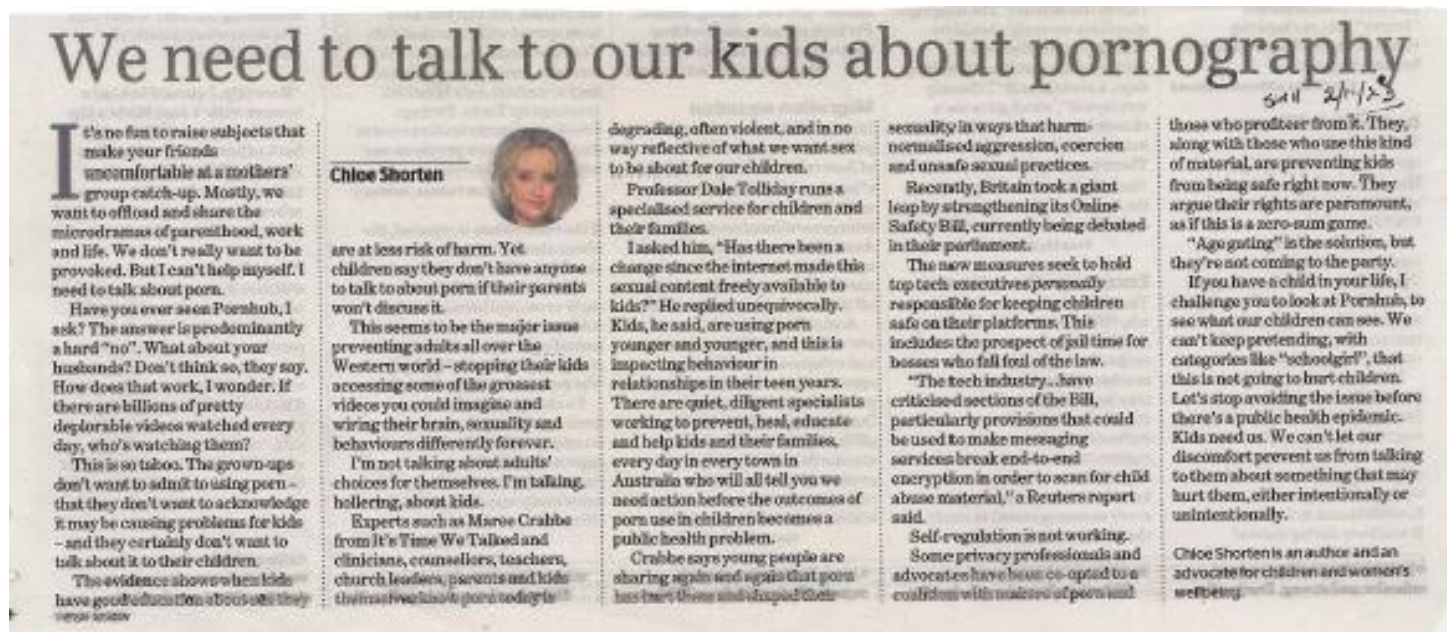 We need to talk to our kids about pornography
It's no fun to raise subjects that
make your friends
uncomfortable at a mothers'
group catch-up. Mostly, we
want to offload and share the
microdramas of parenthood, work
and life. We don't really want to be
provoked. But I can't help myself. I
need to talk about porn.
Have you ever seen Pornhub, I
ask? The answer is predominantly
a hard "no". What about your
husbands? Don't think so, they say.
How does that work, I wonder. If
there are billions of pretty
deplorable videos watched every
day, who's watching them?
This is so taboo. The grown-ups
don't want to admit to using porn –
that they don't want to acknowledge
it may be causing problems for kids
– and they certainly don't want to
talk about it to their children.
The evidence shows when kids
have good education about they
Chloe Shorten
are at less risk of harm. Yet
children say they don't have anyone
to talk to about porn if their parents
won't discuss it.
This seems to be the major issue
preventing adults all over the
Western world – stopping their kids
accessing some of the grossest
videos you could imagine and
wiring their brain, sexuality and
behaviours differently forever.
I'm not talking about adults'
choices for themselves. I'm talking,
hollering, about kids.
Experts such as Maree Crabbe
from It's Time We Talked and
clinicians, counsellors, teachers,
church leaders, parents and kids
themselves know porn today is
degrading, often violent, and in no
way reflective of what we want sex
to be about for our children.
Professor Dale Tolliday runs a
specialised service for children and
their families.
I asked him, "Has there been a
change since the internet made this
sexual content freely available to
kids?" He replied unequivocally.
Kids, he said, are using porn
younger and younger, and this is
impacting behaviour in
relationships in their teen years.
There are quiet, diligent specialists
working to prevent, heal, educate
and help kids and their families,
every day in every town in
Australia who will all tell you we
need action before the outcomes of
porn use in children becomes a
public health problem.
Crabbe says young people are
sharing again and again that porn
has hurt them and shaped their
sexuality in ways that harm-
normalised aggression, coercion
and unsafe sexual practices.
Recently, Britain took a giant
leap by strengthening its Online
Safety Bill, currently being debated
in their parliament.
The new measures seek to hold
top tech executives personally
responsible for keeping children
safe on their platforms. This
includes the prospect of jail time for
bosses who fall foul of the law.
"The tech industry...have
criticised sections of the Bill,
particularly provisions that could
be used to make messaging
services break end-to-end
encryption in order to scan for child
abuse material," a Reuters report
said.
Self-regulation is not working.
Some privacy professionals and
advocates have been co-opted to a
coalition with makers of porn and
those who profiteer from it. They,
along with those who use this kind
of material, are preventing kids
from being safe right now. They
argue their rights are paramount,
as if this is a zero-sum game.
"Age gating" is the solution, but
they're not coming to the party.
If you have a child in your life, I
challenge you to look at Pornhub, to
see what our children can see. We
can't keep pretending, with
categories like "schoolgirl", that
this is not going to hurt children.
Let's stop avoiding the issue before
there's a public health epidemic.
Kids need us. We can't let our
discomfort prevent us from talking
to them about something that may
hurt them, either intentionally or
unintentionally.
Chloe Shorten is an author and an
advocate for children and women's
wellbeing.